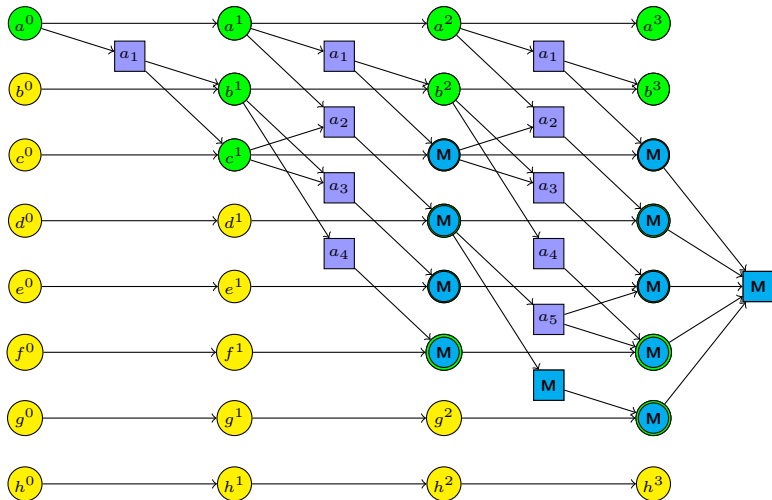 a^0 a^1 a^2 a^3
a_1 a_1 a_1
b^0 b^1 b^2 b^3
a_2 a_2
c^0 c^1 M M
a_3 a_3
d^0 d^1 M M
a_4 a_4
e^0 e^1 M M M
a_5
f^0 f^1 M M
M
g^0 g^1 g^2 M
h^0 h^1 h^2 h^3